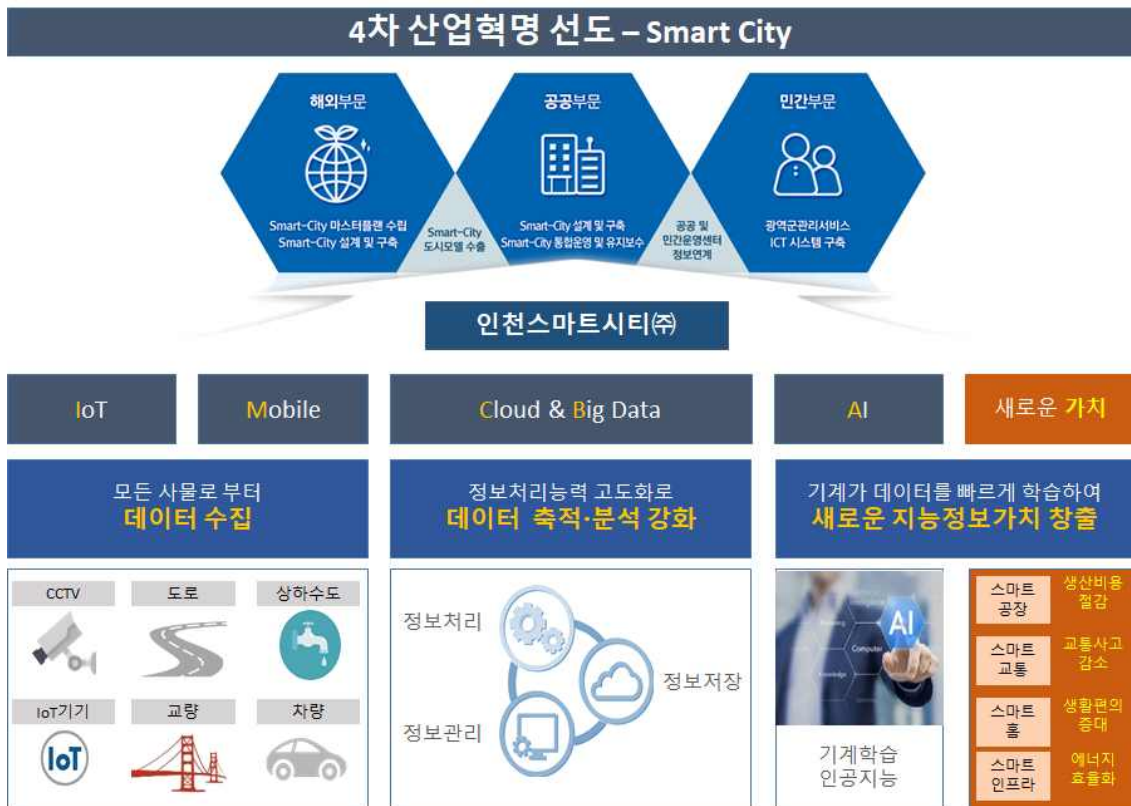 4차 산업혁명 선도 – Smart City
해외부문
Smart-City 마스터플랜 수립
Smart-City 설계 및 구축
Smart-City
도시모델 수출
공공부문
Smart-City 설계 및 구축
Smart-City 통합운영 및 유지보수
공공 및
민간운영센터
정보연계
민간부문
광역군관리서비스
ICT 시스템 구축
인천스마트시티㈜
IoT
Mobile
Cloud & Big Data
AI
새로운 가치
모든 사물로 부터
데이터 수집
정보처리능력 고도화로
데이터 축적·분석 강화
기계가 데이터를 빠르게 학습하여
새로운 지능정보가치 창출
CCTV
도로
상하수도
IoT기기
교량
차량
IoT
정보처리
정보저장
정보관리
AI
Computer
Knowledge
기계학습
인공지능
스마트
공장
생산비용
절감
스마트
교통
교통사고
감소
스마트
홈
생활편의
증대
스마트
인프라
에너지
효율화